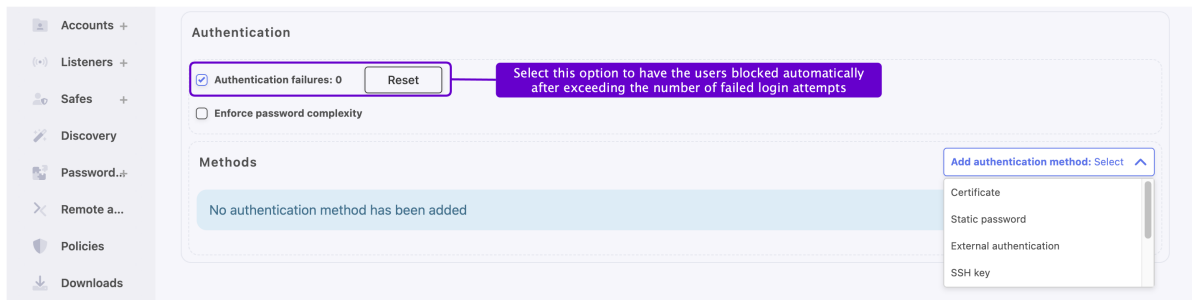 Accounts +
Listeners +
Safes +
Discovery
Password..+
Remote a...
Policies
Downloads
Authentication
Authentication failures: 0 Reset
Select this option to have the users blocked automatically
after exceeding the number of failed login attempts
Enforce password complexity
Methods
Add authentication method: Select
No authentication method has been added
Certificate
Static password
External authentication
SSH key